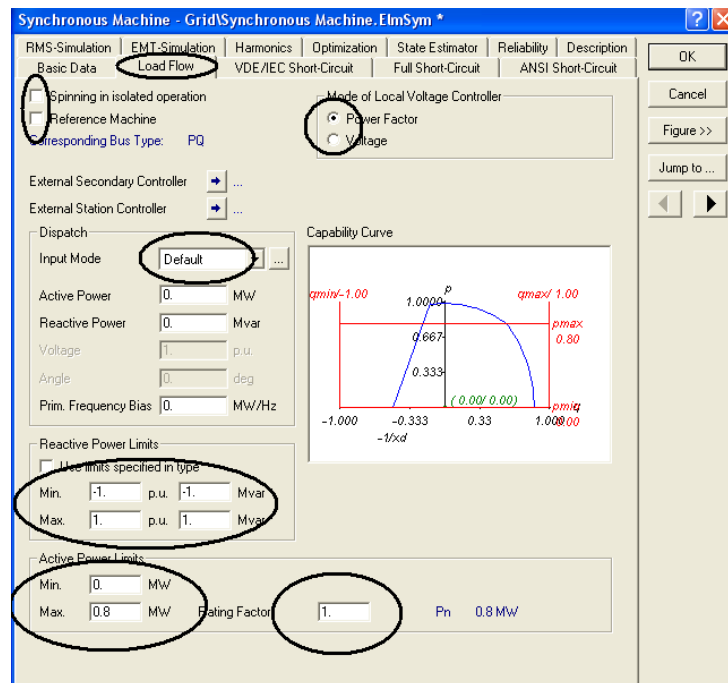 Synchronous Machine - Grid\Synchronous Machine.ElmSym *
RMS-Simulation EMT-Simulation Harmonics Optimization State Estimator Reliability Description
Basic Data Load Flow VDE/IEC Short-Circuit Full Short-Circuit ANSI Short-Circuit
OK
Cancel
Figure >>
Jump to ...
Spinning in isolated operation
Reference Machine
Corresponding Bus Type: PQ
Mode of Local Voltage Controller
Power Factor
Voltage
External Secondary Controller ...
External Station Controller ...
Dispatch
Input Mode Default ...
Active Power 0. MW
Reactive Power 0. Mvar
Voltage 1. p.u.
Angle 0. deg
Prim. Frequency Bias 0. MW/Hz
Capability Curve
qmin/-1.00 p qmax/ 1.00
1.0000
pmax
0.667 0.80
0.333
( 0.00/ 0.00)
-1.000 -0.333 0.33
-1/xd
Reactive Power Limits
Use limits specified in type
Min. -1. p.u. -1. Mvar
Max. 1. p.u. 1. Mvar
Active Power Limits
Min. 0. MW
Max. 0.8 MW Rating Factor 1. Pn 0.8 MW